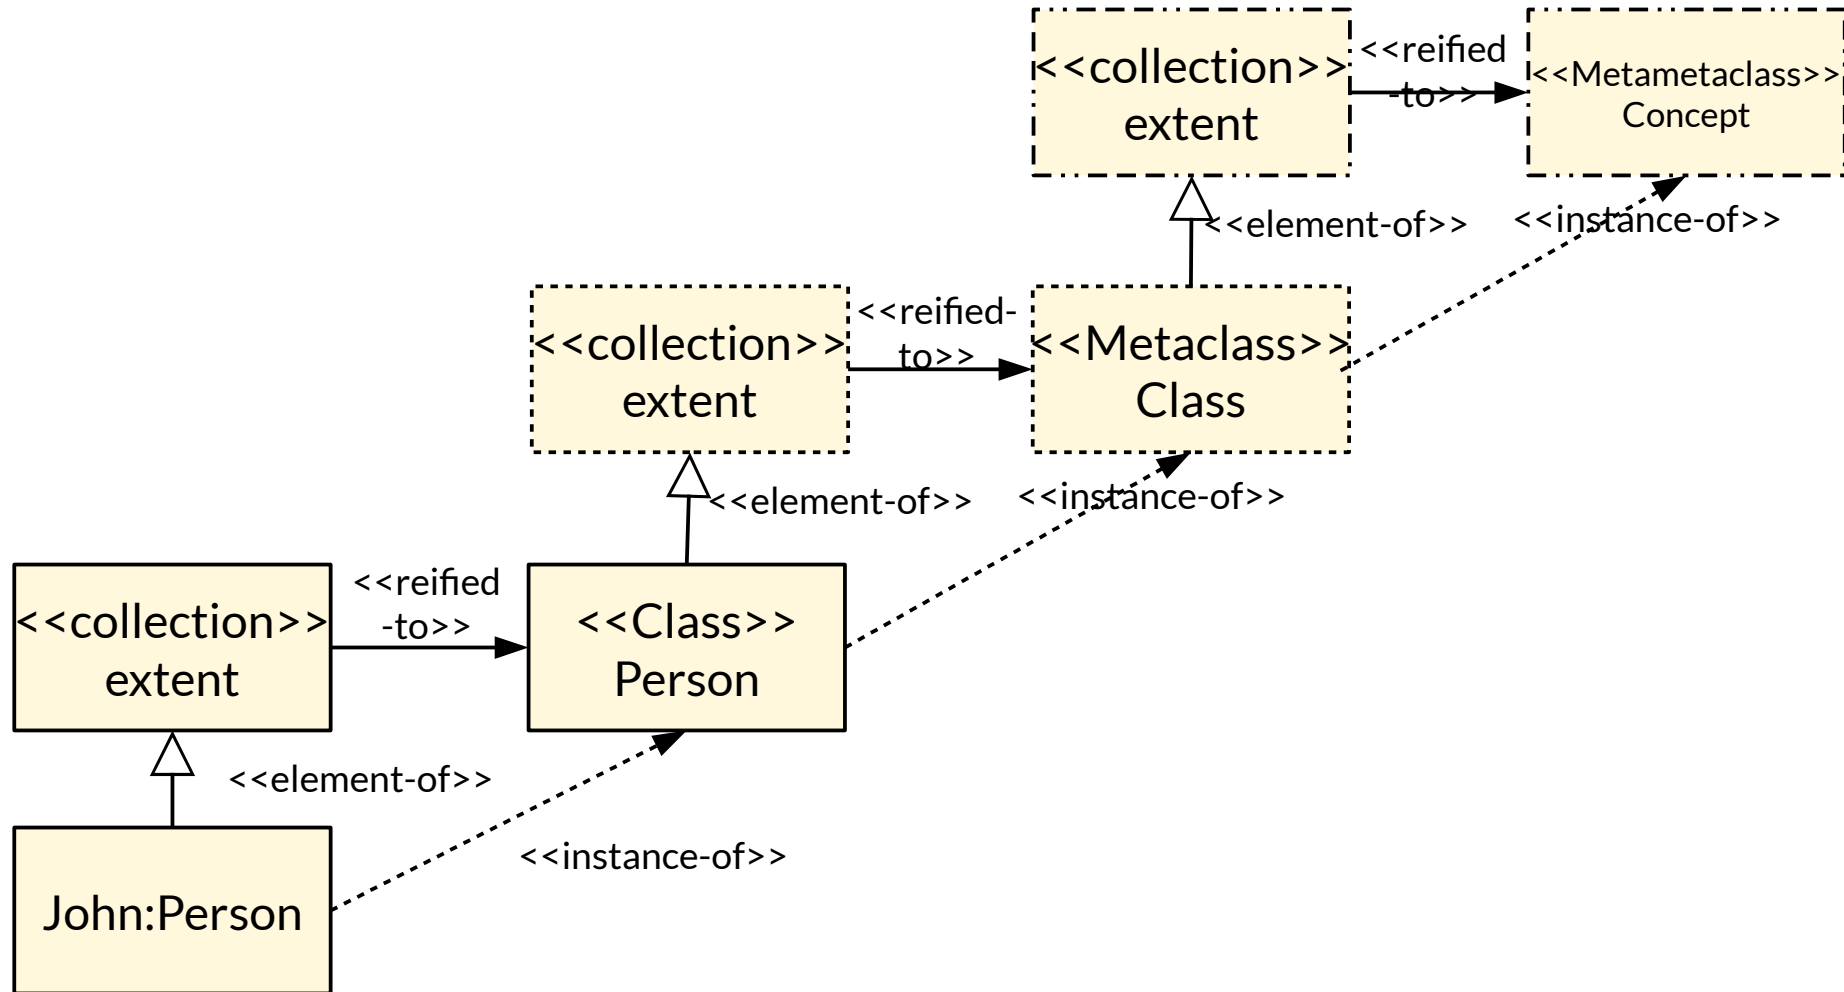 <<collection>>
extent
<<reified
-to>>
<<Metametaclass>>
Concept
<<element-of>>
<<instance-of>>
<<collection>>
extent
<<reified-
to>>
<<Metaclass>>
Class
<<element-of>>
<<instance-of>>
<<collection>>
extent
<<reified
-to>>
<<Class>>
Person
<<element-of>>
<<instance-of>>
John:Person